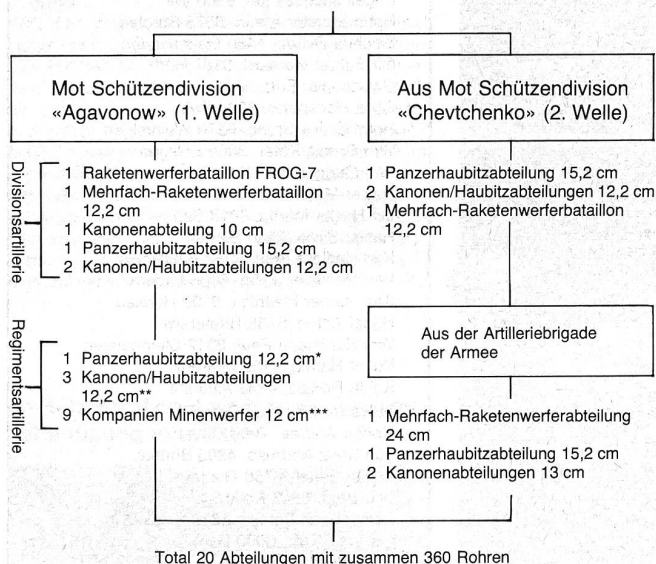 Mot Schützendivision
«Agavonow» (1. Welle)
Divisionsartillerie
1 Raketenwerferbataillon FROG-7
1 Mehrfach-Raketenwerferbataillon
12,2 cm
1 Kanonenabteilung 10 cm
1 Panzerhaubitzabteilung 15,2 cm
2 Kanonen/Haubitzabteilungen 12,2 cm
Regimentsartillerie
1 Panzerhaubitzabteilung 12,2 cm*
3 Kanonen/Haubitzabteilungen
12,2 cm**
9 Kompanien Minenwerfer 12 cm***
Aus Mot Schützendivision
«Chevtchenko» (2. Welle)
1 Panzerhaubitzabteilung 15,2 cm
2 Kanonen/Haubitzabteilungen 12,2 cm
1 Mehrfach-Raketenwerferbataillon
12,2 cm
Aus der Artilleriebrigade
der Armee
1 Mehrfach-Raketenwerferabteilung
24 cm
1 Panzerhaubitzabteilung 15,2 cm
2 Kanonenabteilungen 13 cm
Total 20 Abteilungen mit zusammen 360 Rohren